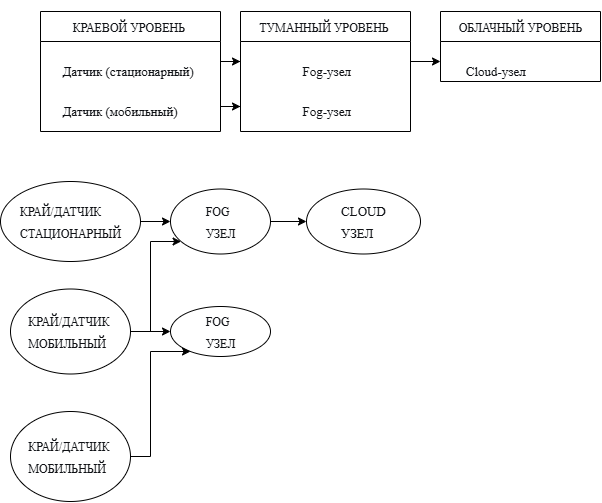 КРАЕВОЙ УРОВЕНЬ
Датчик (стационарный)
Датчик (мобильный)
ТУМАННЫЙ УРОВЕНЬ
Fog-узел
Fog-узел
ОБЛАЧНЫЙ УРОВЕНЬ
Cloud-узел
КРАЙ/ДАТЧИК
СТАЦИОНАРНЫЙ
FOG
УЗЕЛ
CLOUD
УЗЕЛ
КРАЙ/ДАТЧИК
МОБИЛЬНЫЙ
FOG
УЗЕЛ
КРАЙ/ДАТЧИК
МОБИЛЬНЫЙ